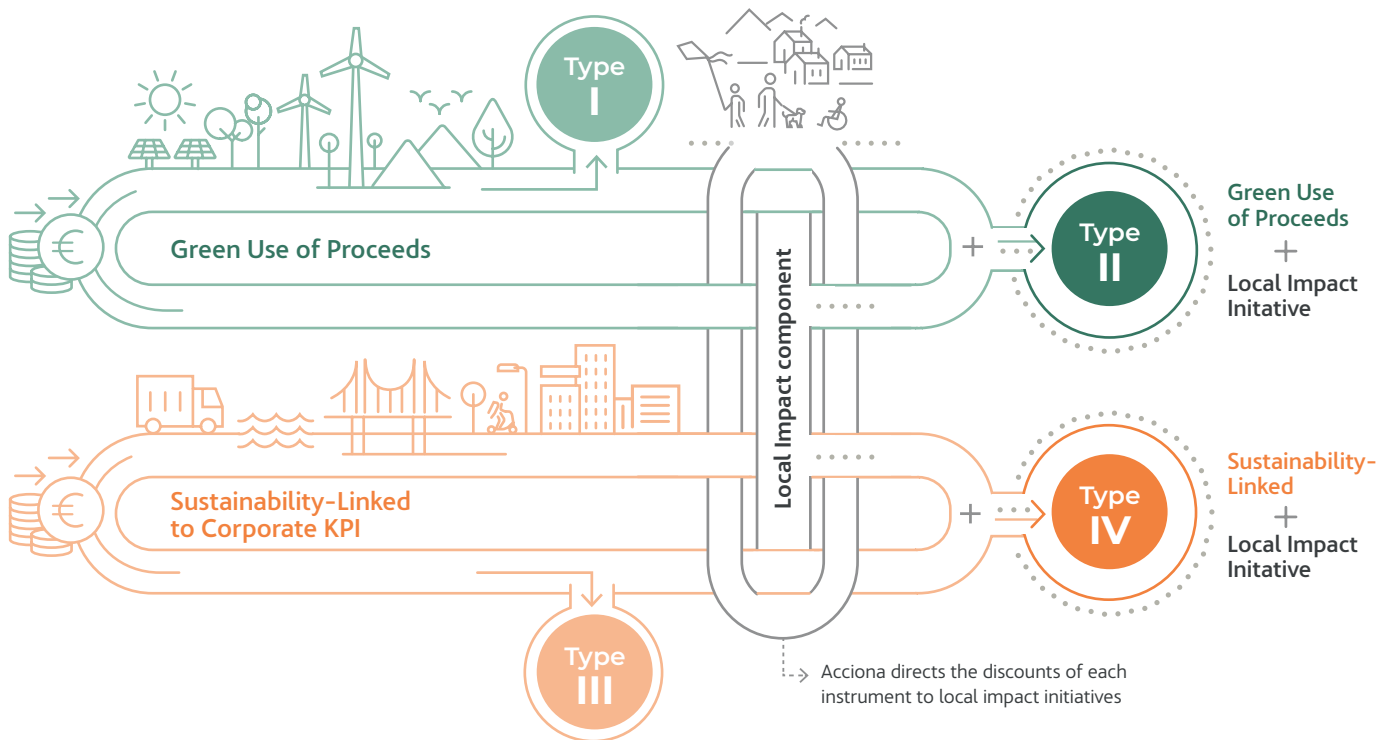 Type
I
Green Use of Proceeds
+
Type
II
Green Use
of Proceeds
+
Local Impact
Initative
Local Impact component
€
€
Sustainability-Linked
to Corporate KPI
+
Type
IV
Sustainability-
Linked
+
Local Impact
Initative
Type
III
Acciona directs the discounts of each
instrument to local impact initiatives